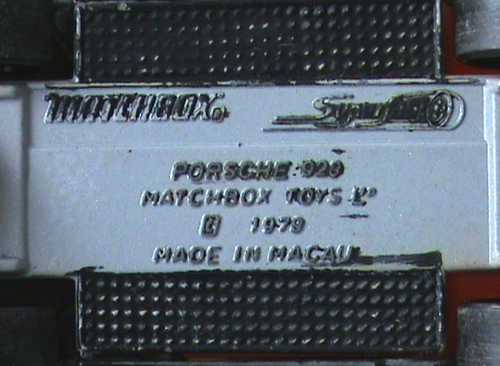 MATCHBOX® Superfast
PORSCHE 928
MATCHBOX TOYS LTD
© 1979
MADE IN MACAU